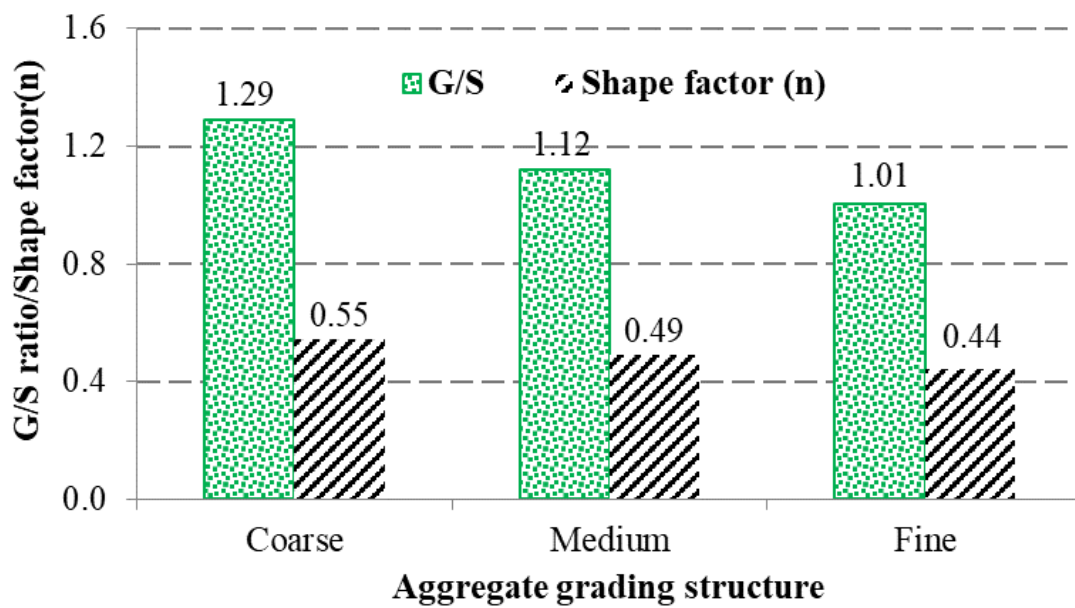 G/S ratio/Shape factor(n)
1.6
1.2
0.8
0.4
0.0
G/S
Shape factor (n)
1.29
0.55
1.12
0.49
1.01
0.44
Coarse
Medium
Fine
Aggregate grading structure